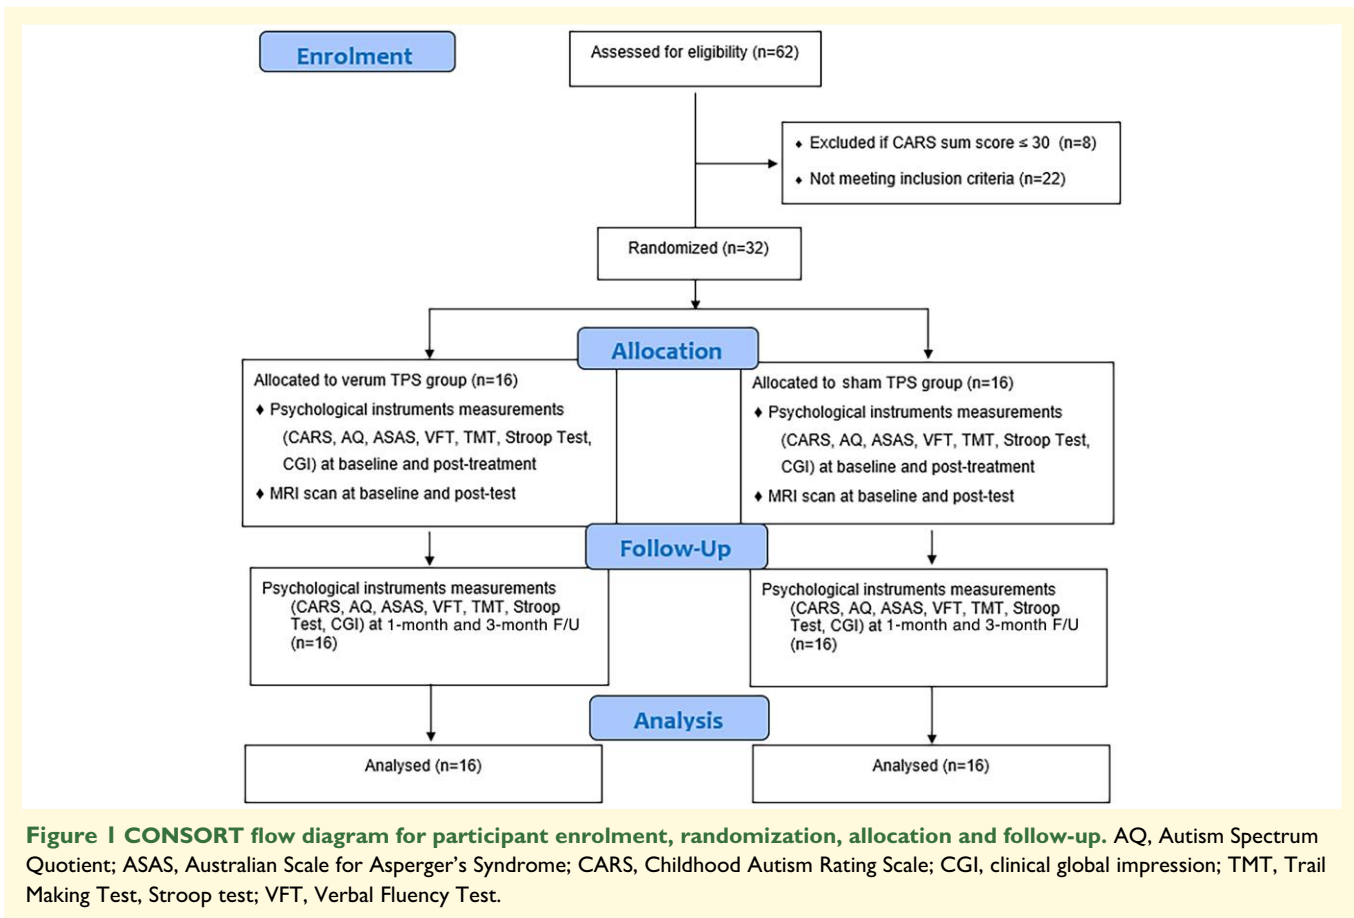 Enrolment
Assessed for eligibility (n=62)
♦ Excluded if CARS sum score ≤ 30 (n=8)
♦ Not meeting inclusion criteria (n=22)
Randomized (n=32)
Allocation
Allocated to verum TPS group (n=16)
♦ Psychological instruments measurements
(CARS, AQ, ASAS, VFT, TMT, Stroop Test,
CGI) at baseline and post-treatment
♦ MRI scan at baseline and post-test
Allocated to sham TPS group (n=16)
♦ Psychological instruments measurements
(CARS, AQ, ASAS, VFT, TMT, Stroop Test,
CGI) at baseline and post-treatment
♦ MRI scan at baseline and post-test
Follow-Up
Psychological instruments measurements
(CARS, AQ, ASAS, VFT, TMT, Stroop
Test, CGI) at 1-month and 3-month F/U
(n=16)
Psychological instruments measurements
(CARS, AQ, ASAS, VFT, TMT, Stroop
Test, CGI) at 1-month and 3-month F/U
(n=16)
Analysis
Analysed (n=16)
Analysed (n=16)
Figure 1 CONSORT flow diagram for participant enrolment, randomization, allocation and follow-up. AQ, Autism Spectrum
Quotient; ASAS, Australian Scale for Asperger's Syndrome; CARS, Childhood Autism Rating Scale; CGI, clinical global impression; TMT, Trail
Making Test, Stroop test; VFT, Verbal Fluency Test.